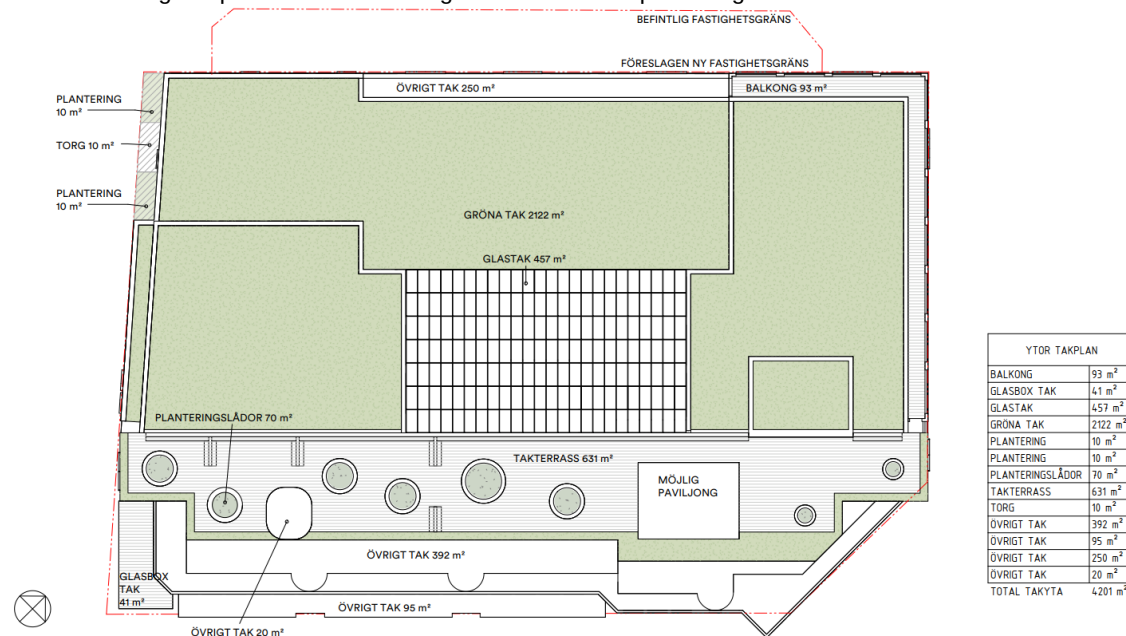 BEFINTLIG FASTIGHETSGRÄNS
FÖRESLAGEN NY FASTIGHETSGRÄNS
ÖVRIGT TAK 250 m²
BALKONG 93 m²
PLANTERING
10 m²
TORG 10 m²
PLANTERING
10 m²
GRÖNA TAK 2122 m²
GLASTAK 457 m²
PLANTERINGSLÅDOR 70 m²
TAKTERRASS 631 m²
MÖJLIG
PAVILJONG
ÖVRIGT TAK 392 m²
GLASBOX
TAK
41 m²
ÖVRIGT TAK 95 m²
ÖVRIGT TAK 20 m²
YTOR TAKPLAN
BALKONG 93 m²
GLASBOX TAK 41 m²
GLASTAK 457 m²
GRÖNA TAK 2122 m²
PLANTERING 10 m²
PLANTERING 10 m²
PLANTERINGSLÅDOR 70 m²
TAKTERRASS 631 m²
TORG 10 m²
ÖVRIGT TAK 392 m²
ÖVRIGT TAK 95 m²
ÖVRIGT TAK 250 m²
ÖVRIGT TAK 20 m²
TOTAL TAKYTA 4201 m²